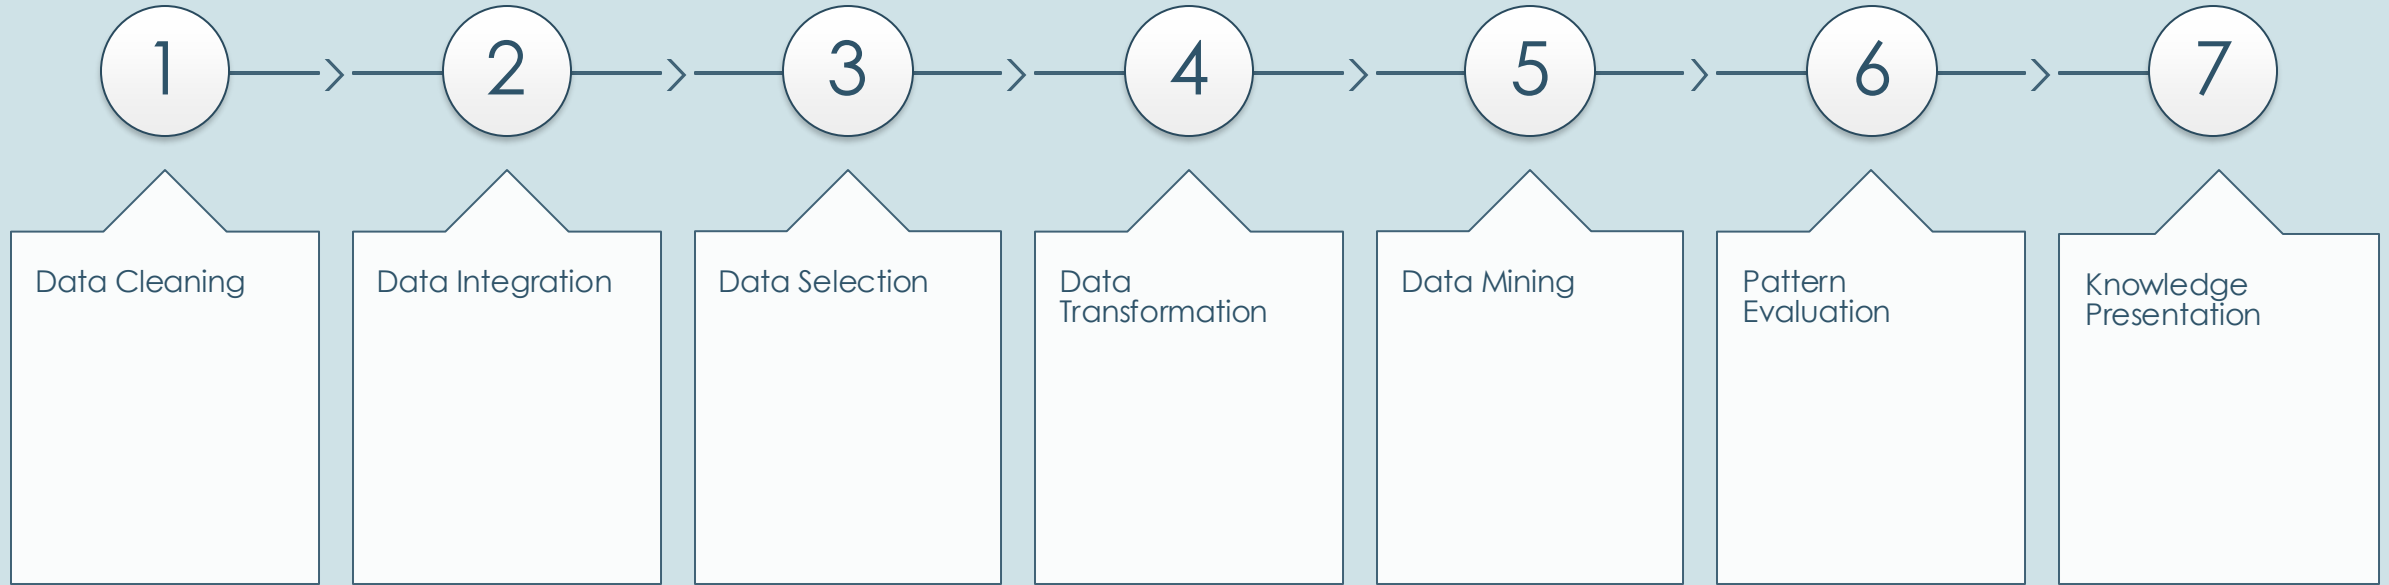 1
2
3
4
5
6
7
Data Cleaning
Data Integration
Data Selection
Data
Transformation
Data Mining
Pattern
Evaluation
Knowledge
Presentation